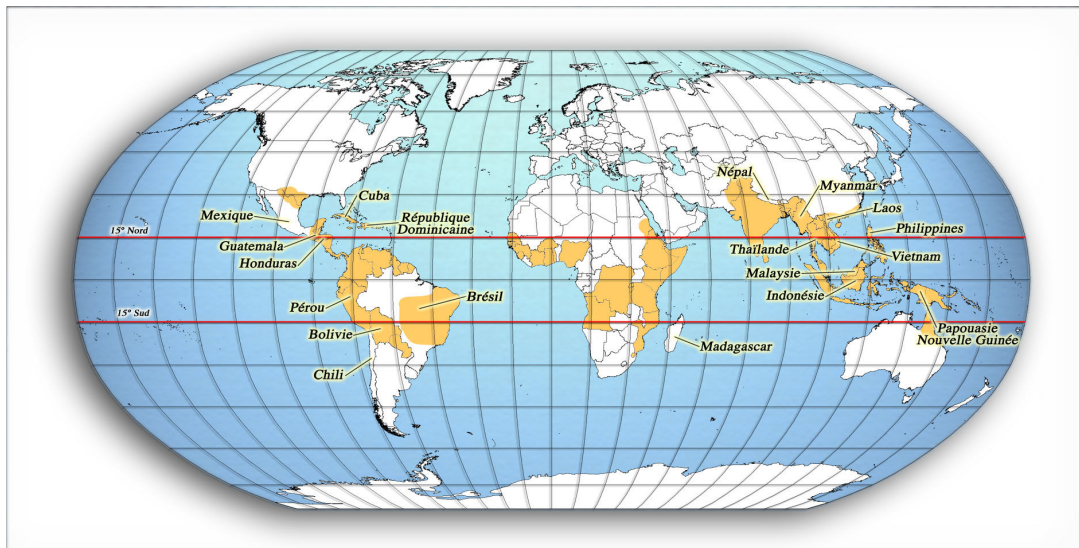 Népal
Myanmar
Cuba
Laos
Mexique
République
Dominicaine
15° Nord
Philippines
Guatemala
Thaïlande
Vietnam
Honduras
Malaysie
Indonésie
Pérou
Brésil
15° Sud
Bolivie
Papouasie
Nouvelle Guinée
Madagascar
Chili